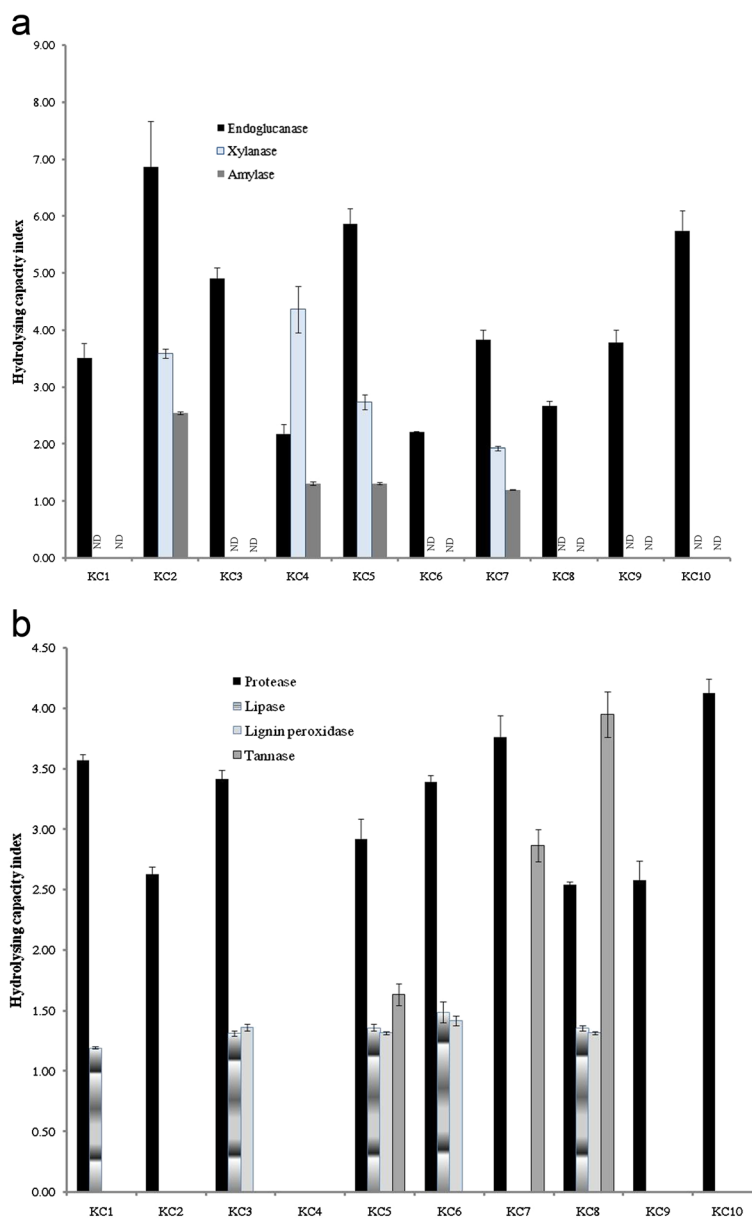 a
9.00
8.00
7.00
6.00
5.00
4.00
3.00
2.00
1.00
0.00
Hydrolysing capacity index
Endoglucanase
Xylanase
Amylase
ND ND ND ND ND ND ND ND ND ND ND ND
KC1 KC2 KC3 KC4 KC5 KC6 KC7 KC8 KC9 KC10
b
4.50
4.00
3.50
3.00
2.50
2.00
1.50
1.00
0.50
0.00
Hydrolysing capacity index
Protease
Lipase
Lignin peroxidase
Tannase
KC1 KC2 KC3 KC4 KC5 KC6 KC7 KC8 KC9 KC10